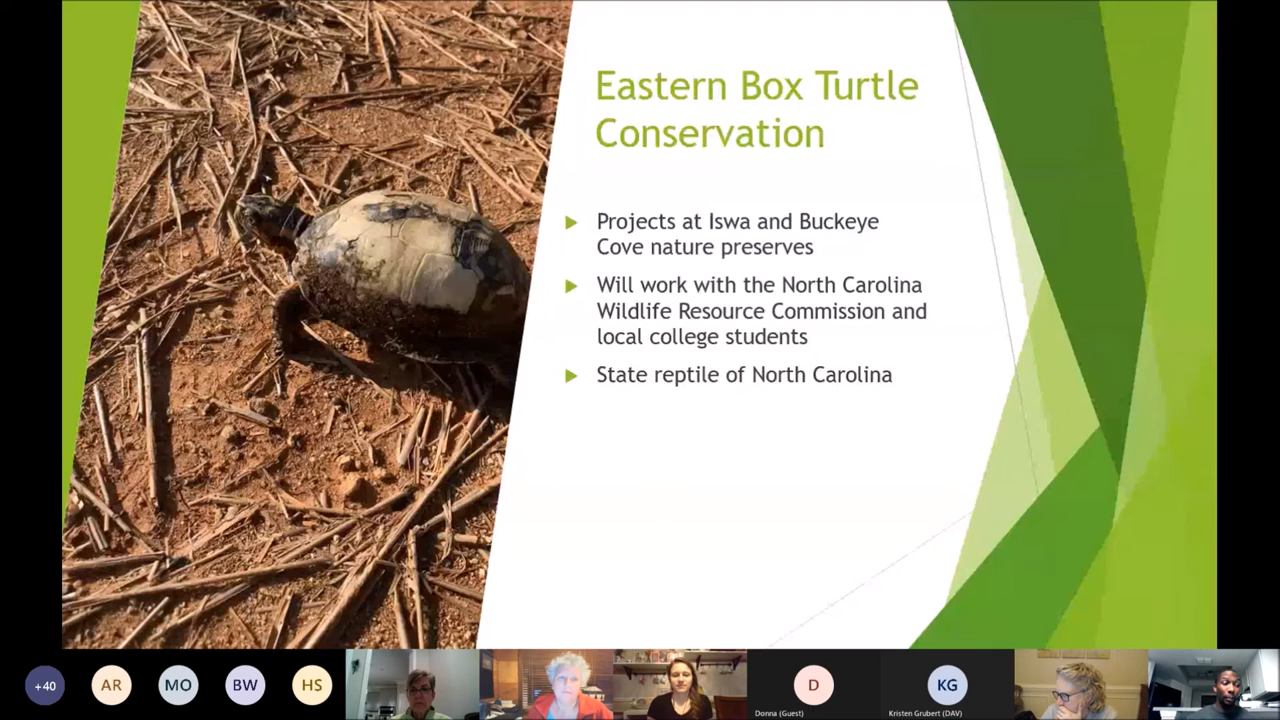 Eastern Box Turtle
Conservation
Projects at Iswa and Buckeye
Cove nature preserves
Will work with the North Carolina
Wildlife Resource Commission and
local college students
State reptile of North Carolina
+40
AR
MO
BW
HS
D
KG
Donna (Guest)
Kristen Grubert (DAV)